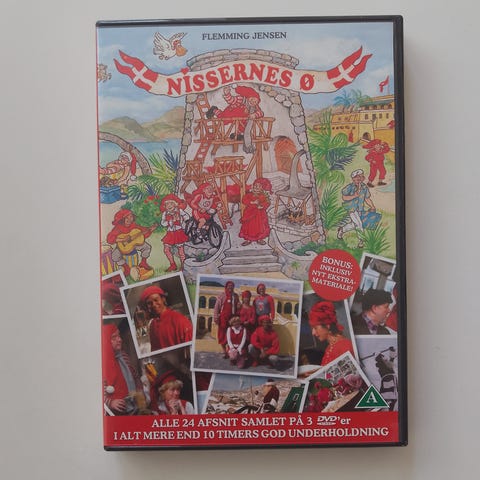 FLEMMING JENSEN
NISSERNES Ø
BONUS:
INKLUSIV
NYT EKSTRA-
MATERIALE!
A
ALLE 24 AFSNIT SAMLET PÅ 3 DVD'er
I ALT MERE END 10 TIMERS GOD UNDERHOLDNING